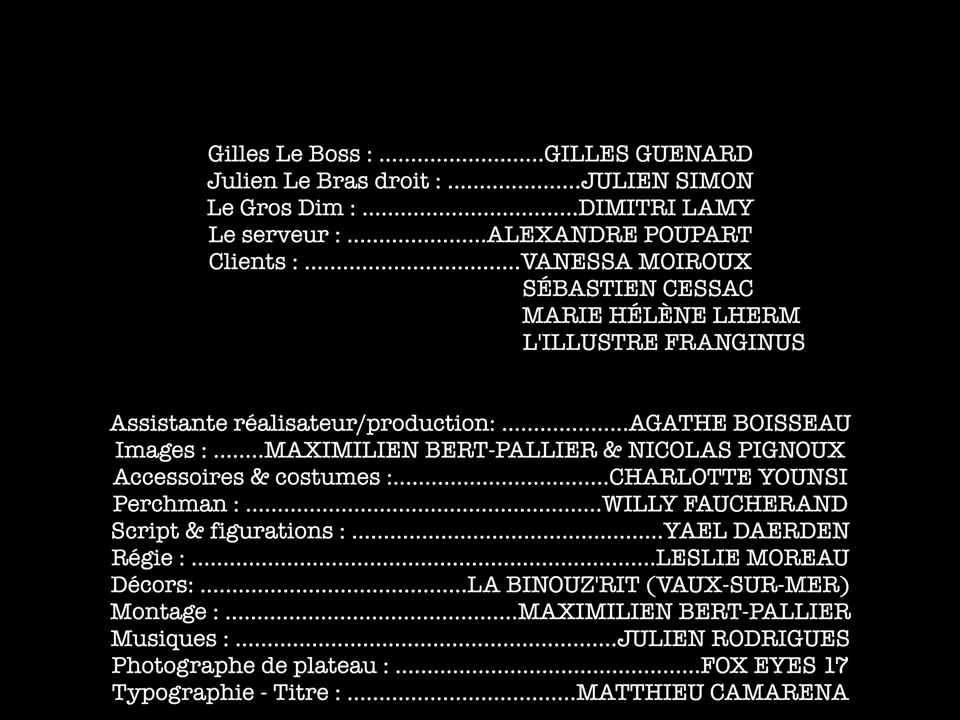 Gilles Le Boss : ..........................GILLES GUENARD
Julien Le Bras droit : .....................JULIEN SIMON
Le Gros Dim : ..................................DIMITRI LAMY
Le serveur : ......................ALEXANDRE POUPART
Clients : ..................................VANESSA MOIROUX
SÉBASTIEN CESSAC
MARIE HÉLÈNE LHERM
L'ILLUSTRE FRANGINUS
Assistante réalisateur/production: ....................AGATHE BOISSEAU
Images : ........MAXIMILIEN BERT-PALLIER & NICOLAS PIGNOUX
Accessoires & costumes :..................................CHARLOTTE YOUNSI
Perchman : ........................................................WILLY FAUCHERAND
Script & figurations : .................................................YAEL DAERDEN
Régie : .........................................................................LESLIE MOREAU
Décors: ..........................................LA BINOUZ'RIT (VAUX-SUR-MER)
Montage : ..............................................MAXIMILIEN BERT-PALLIER
Musiques : ............................................................JULIEN RODRIGUES
Photographe de plateau : ................................................FOX EYES 17
Typographie - Titre : ....................................MATTHIEU CAMARENA